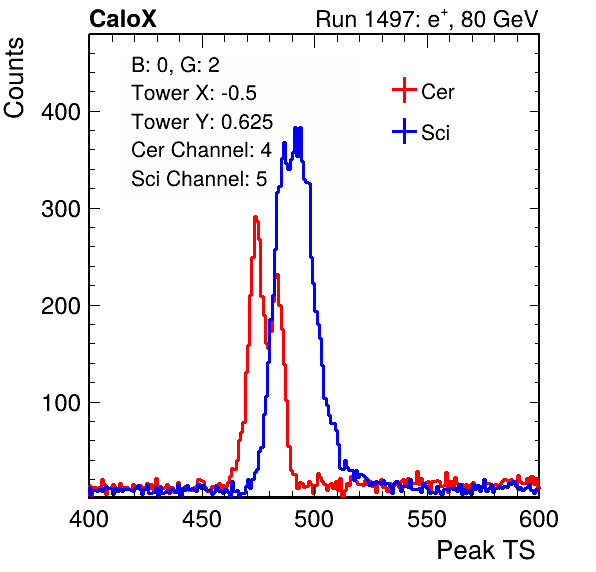 CaloX Run 1497: e⁺, 80 GeV
Counts
B: 0, G: 2
Tower X: -0.5
Tower Y: 0.625
Cer Channel: 4
Sci Channel: 5
Cer
Sci
400
300
200
100
400 450 500 550 600
Peak TS